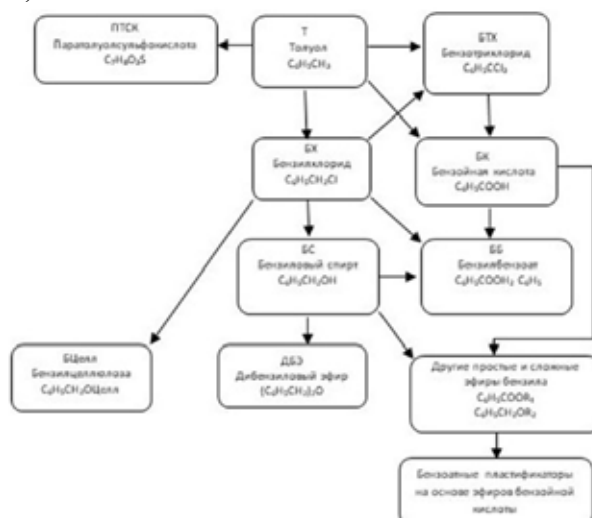 ПТСК
Паратолуолсульфокислота
C₇H₈O₃S
Т
Толуол
C₆H₅CH₃
БТХ
Бензотрихлорид
C₆H₅CCl₃
БХ
Бензилхлорид
C₆H₅CH₂Cl
БК
Бензойная кислота
C₆H₅COOH
БС
Бензиловый спирт
C₆H₅CH₂OH
ББ
Бензилбензоат
C₆H₅COOH₂ C₆H₅
БЦелл
Бензилцеллюлоза
C₆H₅CH₂OЦелл
ДБЭ
Дибензиловый эфир
(C₆H₅CH₂)₂O
Другие простые и сложные
эфиры бензила
C₆H₅COOR₁
C₆H₅CH₂OR₂
Бензоатные пластификаторы
на основе эфиров бензойной
кислоты